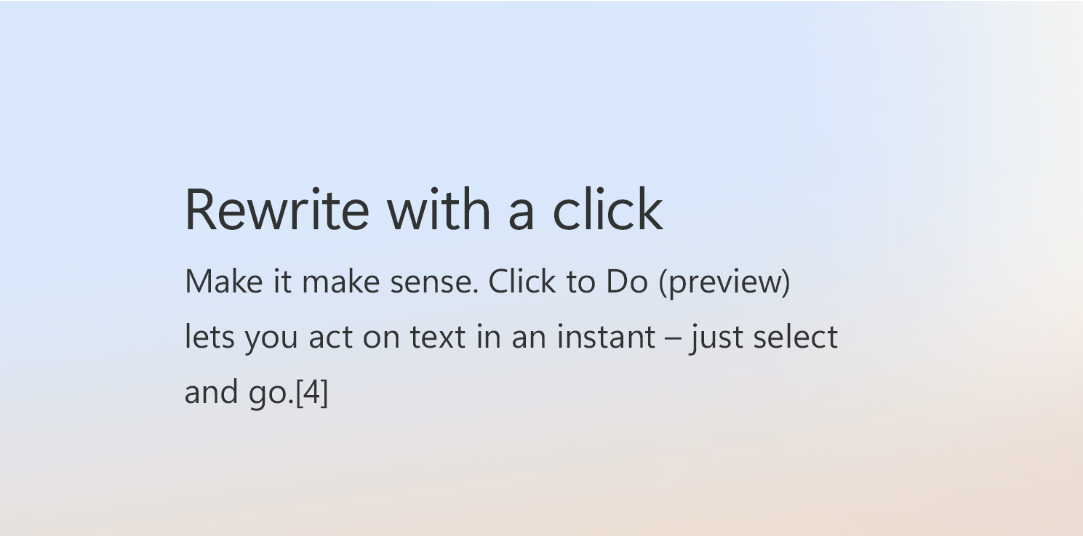 Rewrite with a click
Make it make sense. Click to Do (preview)
lets you act on text in an instant – just select
and go.[4]